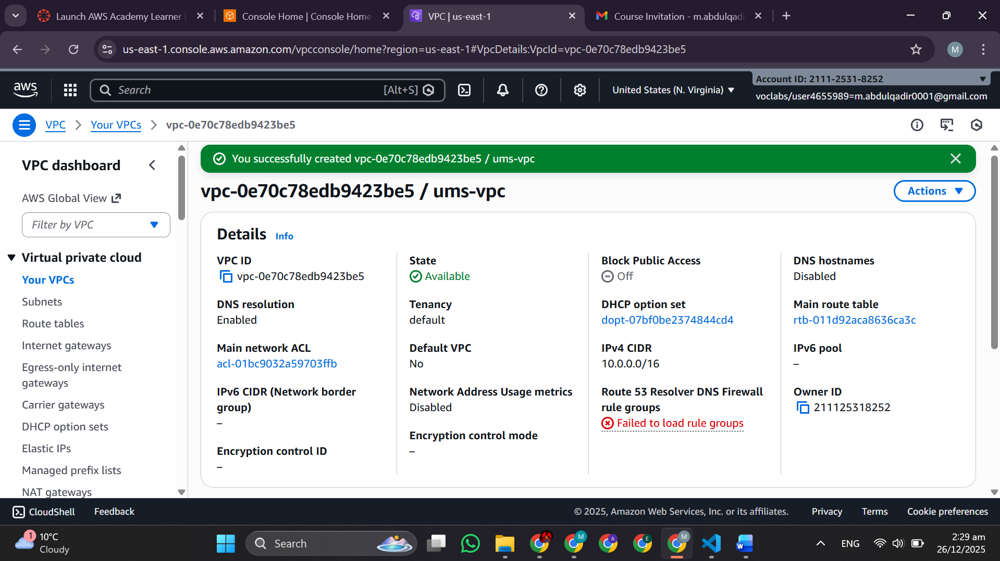 Launch AWS Academy Learner L
Console Home | Console Home
VPC | us-east-1
Course Invitation - m.abdulqadi
us-east-1.console.aws.amazon.com/vpcconsole/home?region=us-east-1#VpcDetails:VpcId=vpc-0e70c78edb9423be5
M
aws
Search
[Alt+S]
United States (N. Virginia)
Account ID: 2111-2531-8252
voclabs/user4655989=m.abdulqadir0001@gmail.com
VPC
Your VPCs
vpc-0e70c78edb9423be5
VPC dashboard
AWS Global View
Filter by VPC
Virtual private cloud
Your VPCs
Subnets
Route tables
Internet gateways
Egress-only internet
gateways
Carrier gateways
DHCP option sets
Elastic IPs
Managed prefix lists
NAT gateways
You successfully created vpc-0e70c78edb9423be5 / ums-vpc
vpc-0e70c78edb9423be5 / ums-vpc
Actions
Details
Info
VPC ID
vpc-0e70c78edb9423be5
State
Available
Block Public Access
Off
DNS hostnames
Disabled
DNS resolution
Enabled
Tenancy
default
DHCP option set
dopt-07bf0be2374844cd4
Main route table
rtb-011d92aca8636ca3c
Main network ACL
acl-01bc9032a59703ffb
Default VPC
No
IPv4 CIDR
10.0.0.0/16
IPv6 pool
–
IPv6 CIDR (Network border
group)
–
Network Address Usage metrics
Disabled
Route 53 Resolver DNS Firewall
rule groups
Failed to load rule groups
Owner ID
211125318252
Encryption control ID
–
Encryption control mode
–
CloudShell
Feedback
© 2025, Amazon Web Services, Inc. or its affiliates.
Privacy
Terms
Cookie preferences
1
10°C
Cloudy
Search
M
A
E
M
W
ENG
2:29 am
26/12/2025